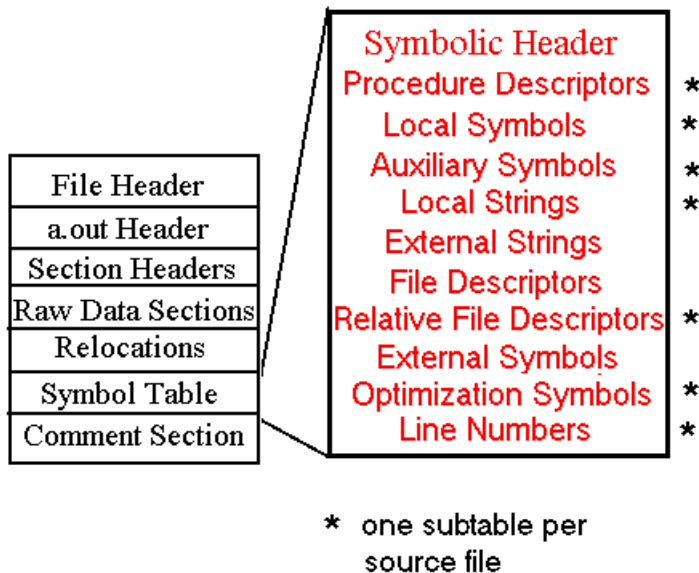 File Header
a.out Header
Section Headers
Raw Data Sections
Relocations
Symbol Table
Comment Section
Symbolic Header
Procedure Descriptors *
Local Symbols *
Auxiliary Symbols *
Local Strings *
External Strings
File Descriptors
Relative File Descriptors *
External Symbols
Optimization Symbols *
Line Numbers *
* one subtable per
source file